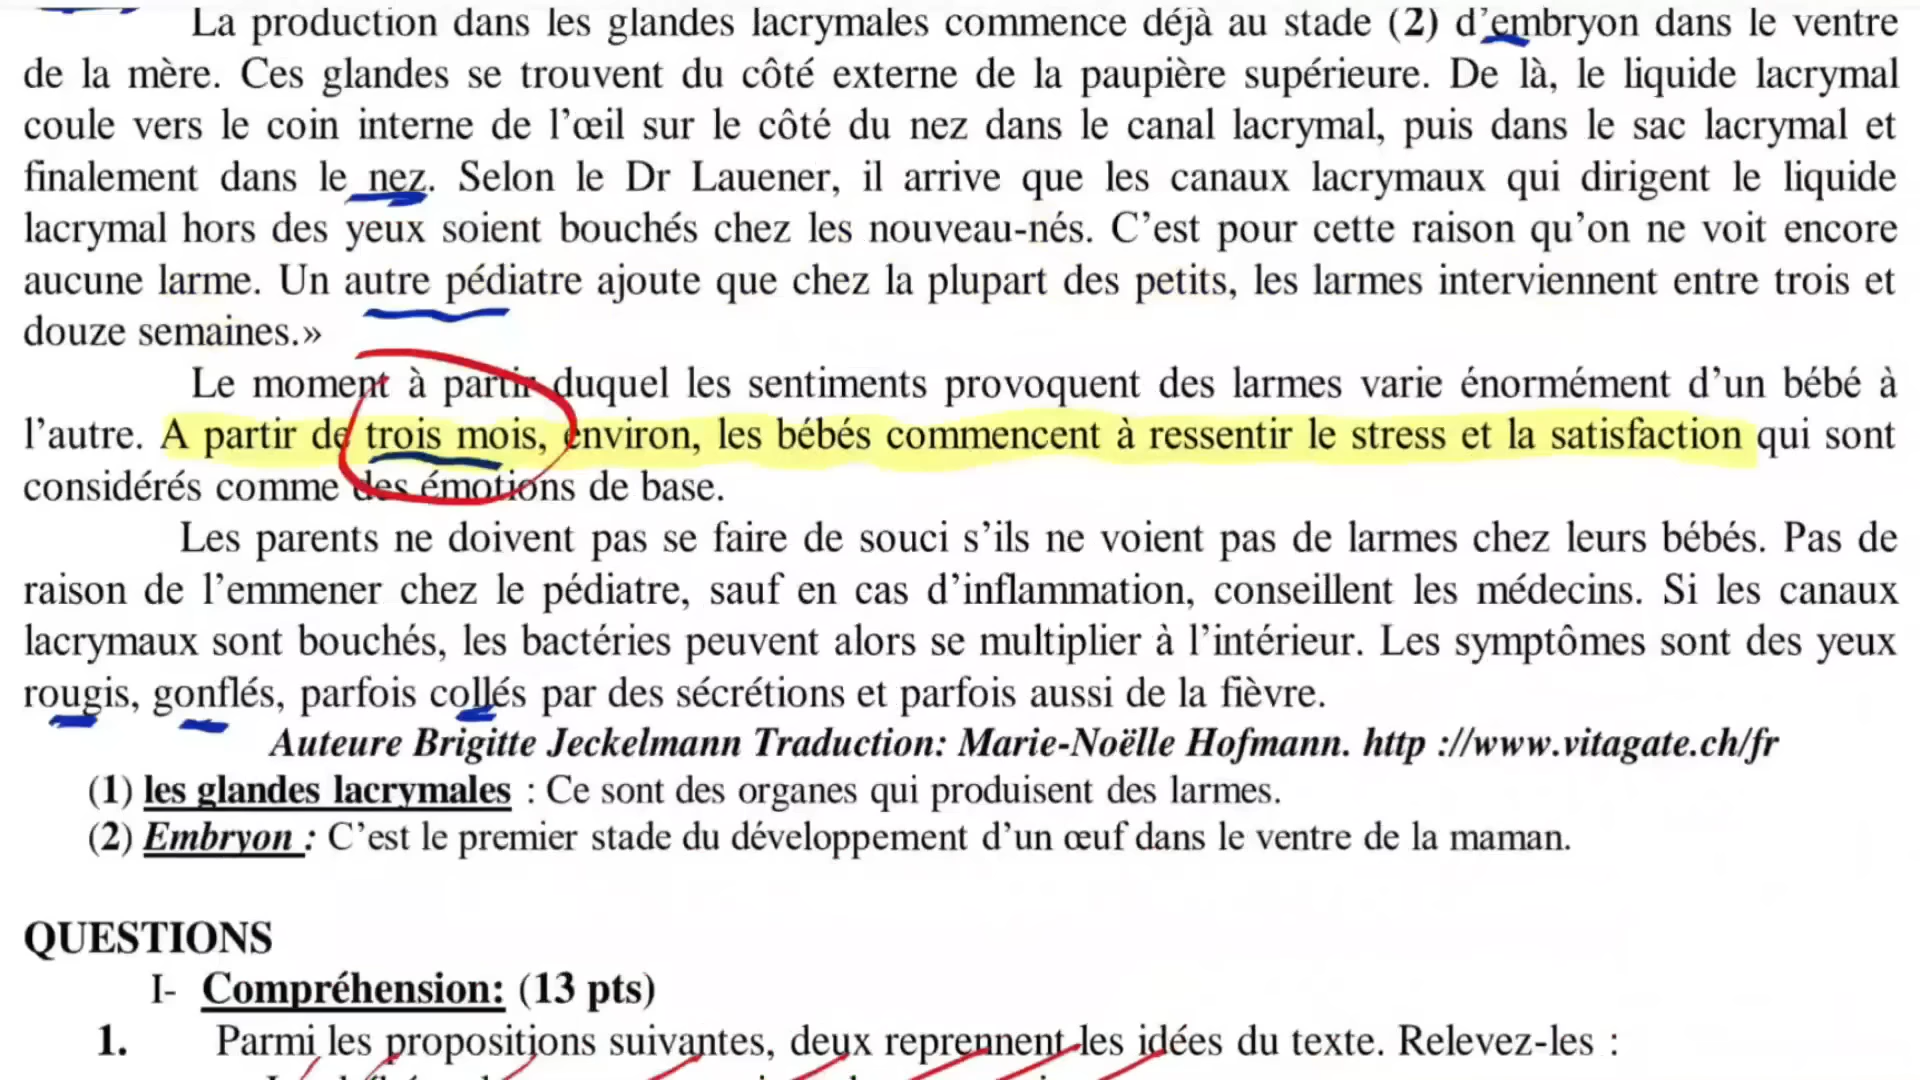 La production dans les glandes lacrymales commence déjà au stade (2) d’embryon dans le ventre
de la mère. Ces glandes se trouvent du côté externe de la paupière supérieure. De là, le liquide lacrymal
coule vers le coin interne de l’œil sur le côté du nez dans le canal lacrymal, puis dans le sac lacrymal et
finalement dans le nez. Selon le Dr Lauener, il arrive que les canaux lacrymaux qui dirigent le liquide
lacrymal hors des yeux soient bouchés chez les nouveau-nés. C’est pour cette raison qu’on ne voit encore
aucune larme. Un autre pédiatre ajoute que chez la plupart des petits, les larmes interviennent entre trois et
douze semaines.»
Le moment à partir duquel les sentiments provoquent des larmes varie énormément d’un bébé à
l’autre. A partir de trois mois, environ, les bébés commencent à ressentir le stress et la satisfaction qui sont
considérés comme des émotions de base.
Les parents ne doivent pas se faire de souci s’ils ne voient pas de larmes chez leurs bébés. Pas de
raison de l’emmener chez le pédiatre, sauf en cas d’inflammation, conseillent les médecins. Si les canaux
lacrymaux sont bouchés, les bactéries peuvent alors se multiplier à l’intérieur. Les symptômes sont des yeux
rougis, gonflés, parfois collés par des sécrétions et parfois aussi de la fièvre.
Auteure Brigitte Jeckelmann Traduction: Marie-Noëlle Hofmann. http ://www.vitagate.ch/fr
(1) les glandes lacrymales : Ce sont des organes qui produisent des larmes.
(2) Embryon : C’est le premier stade du développement d’un œuf dans le ventre de la maman.
QUESTIONS
I- Compréhension: (13 pts)
1. Parmi les propositions suivantes, deux reprennent les idées du texte. Relevez-les :